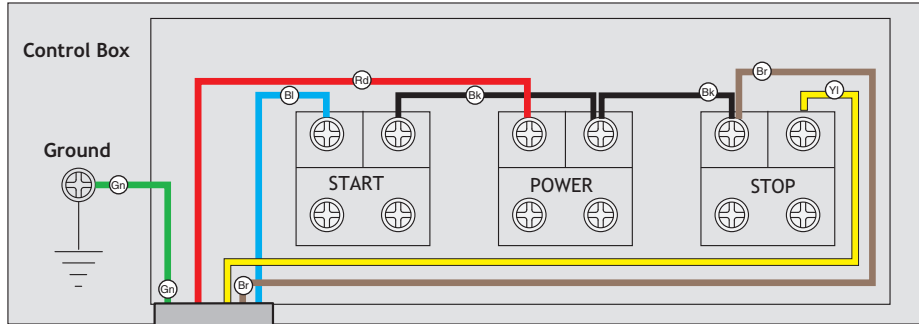 Control Box
Br
Rd
Bl
Bk
Bk
Yl
Ground
Gn
START
POWER
STOP
Gn
Br